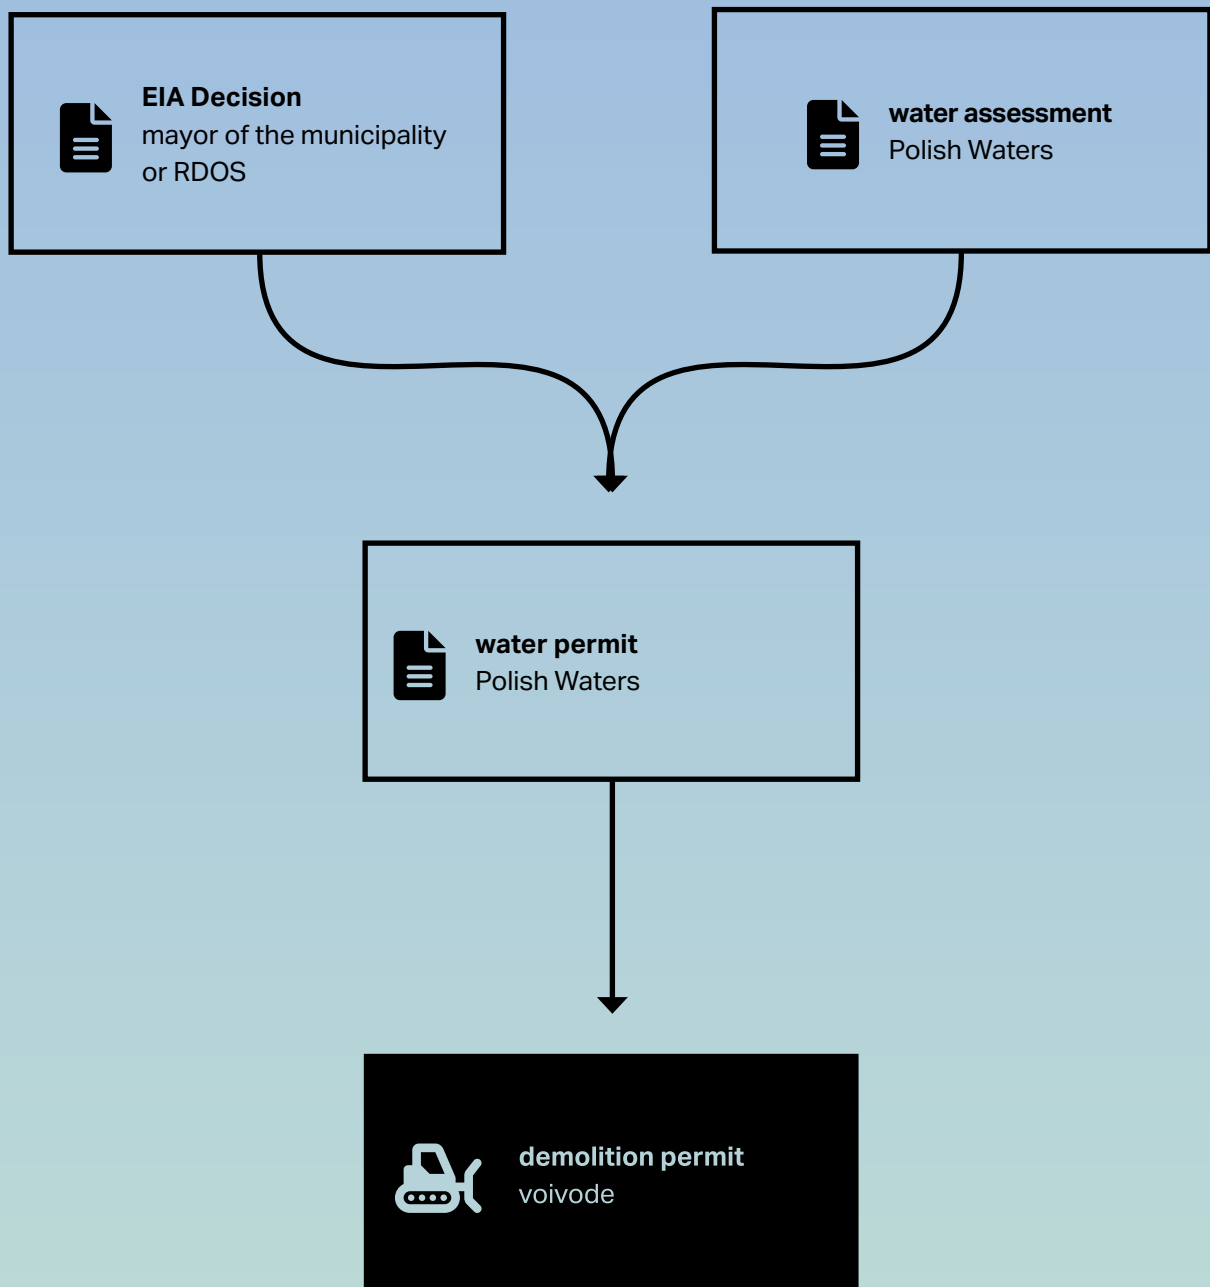 EIA Decision
mayor of the municipality
or RDOS
water assessment
Polish Waters
water permit
Polish Waters
demolition permit
voivode